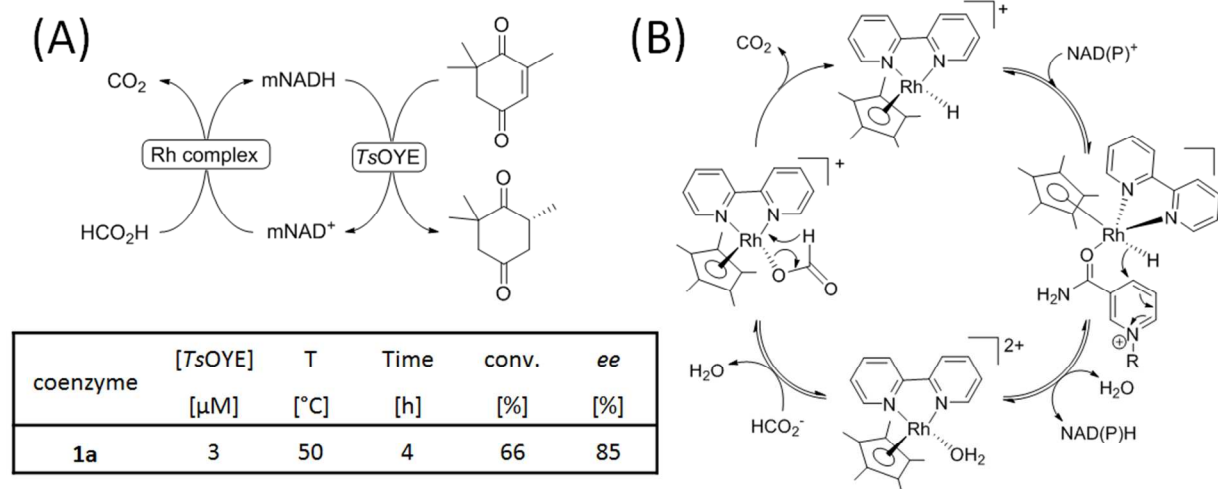 (A)
CO2
mNADH
Rh complex
TsOYE
HCO2H
mNAD+
O
O
O
O
coenzyme [TsOYE] T Time conv. ee
[µM] [°C] [h] [%] [%]
1a 3 50 4 66 85
(B)
+
CO2
N N
Rh
H
NAD(P)+
+
N N
Rh
H
O
O
N
N
Rh
H
O
H2N
N
+
R
H2O
HCO2-
2+
N N
Rh
OH2
H2O
NAD(P)H